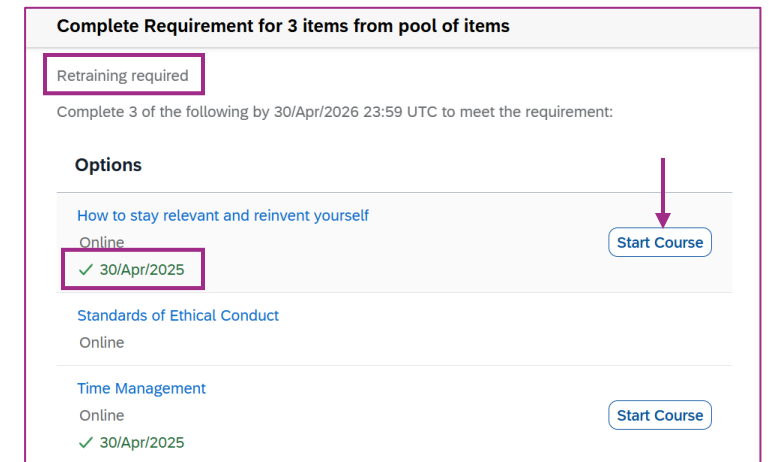 Complete Requirement for 3 items from pool of items
Retraining required
Complete 3 of the following by 30/Apr/2026 23:59 UTC to meet the requirement:
Options
How to stay relevant and reinvent yourself
Online
Start Course
30/Apr/2025
Standards of Ethical Conduct
Online
Time Management
Online
Start Course
30/Apr/2025